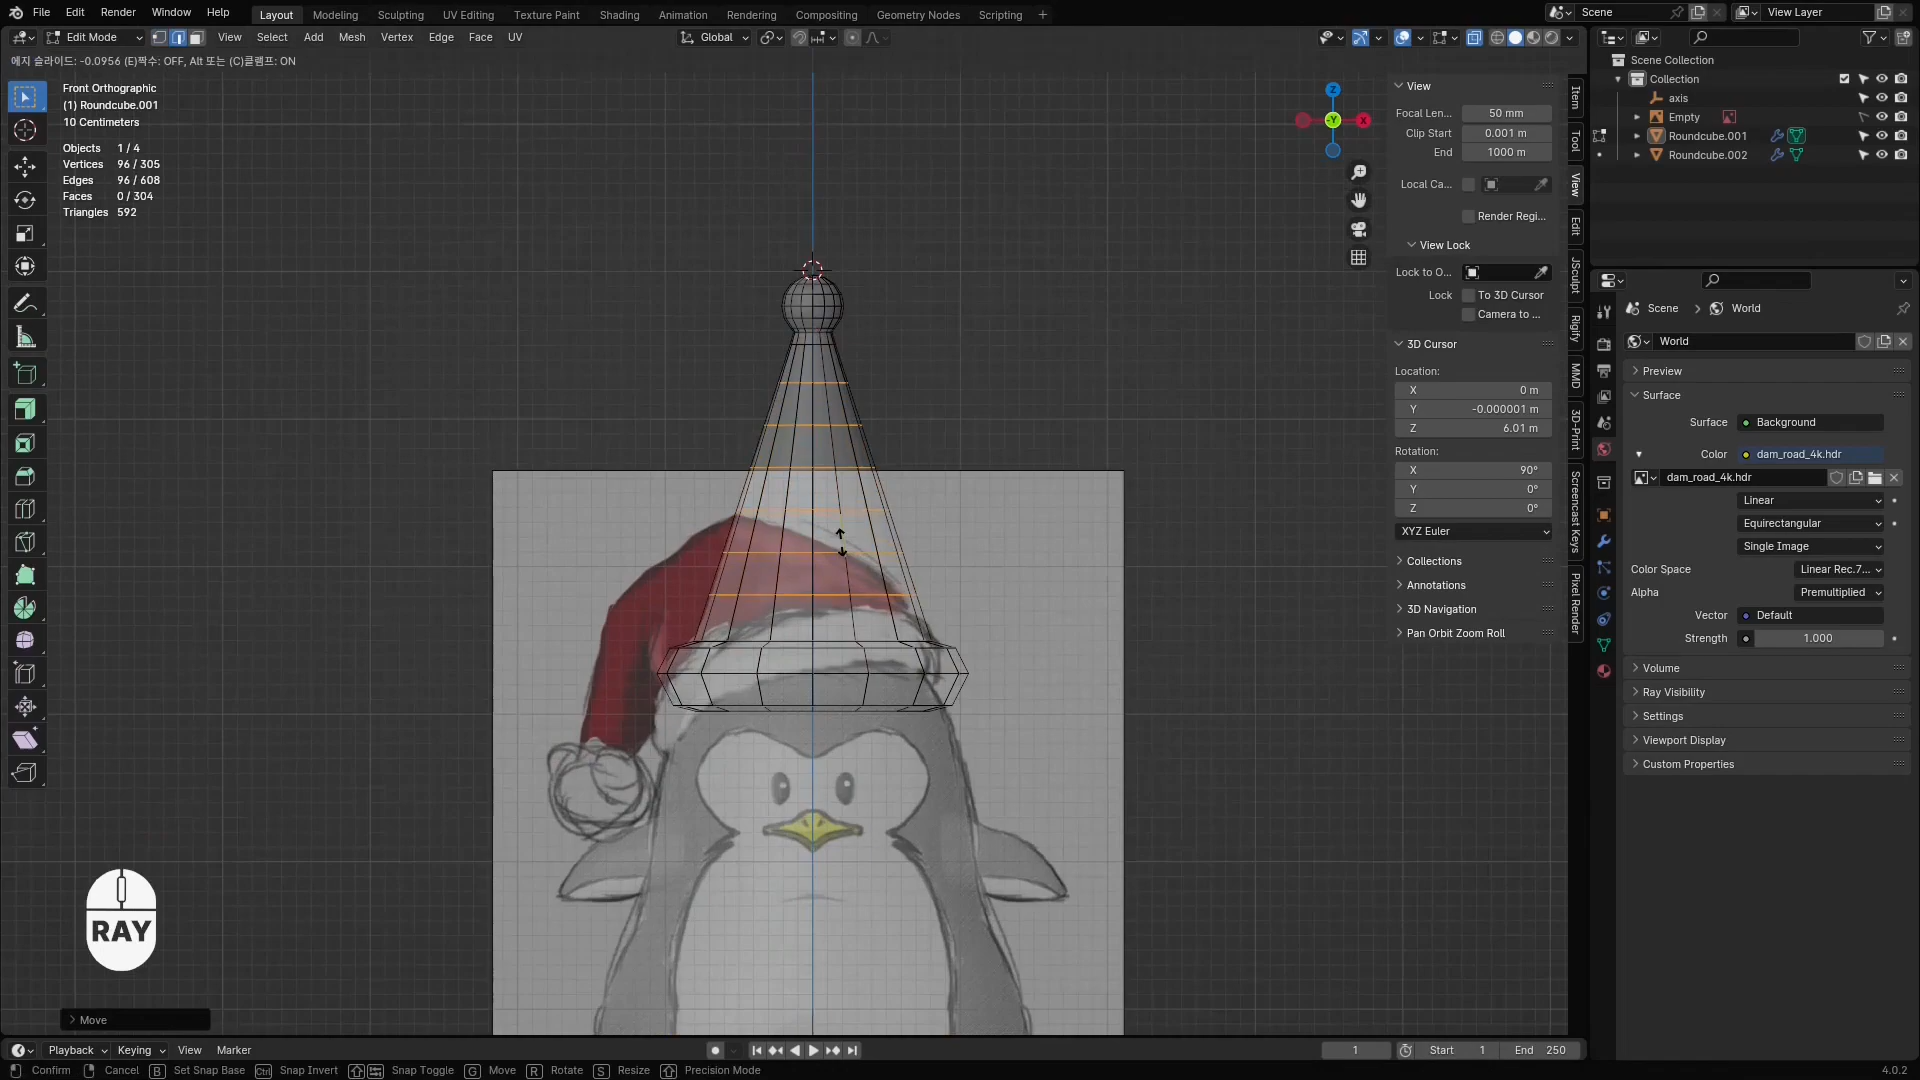 File Edit Render Window Help
Layout Modeling Sculpting UV Editing Texture Paint Shading Animation Rendering Compositing Geometry Nodes Scripting +
Scene
View Layer
Edit Mode
View Select Add Mesh Vertex Edge Face UV
Global
에지 슬라이드: -0.0956 (E)짝수: OFF, Alt 또는 (C)클램프: ON
Front Orthographic
(1) Roundcube.001
10 Centimeters
Objects 1 / 4
Vertices 96 / 305
Edges 96 / 608
Faces 0 / 304
Triangles 592
Z
-Y
X
View
Focal Len... 50 mm
Clip Start 0.001 m
End 1000 m
Local Ca...
Render Regi...
View Lock
Lock to O...
Lock To 3D Cursor
Camera to ...
3D Cursor
Location:
X 0 m
Y -0.000001 m
Z 6.01 m
Rotation:
X 90°
Y 0°
Z 0°
XYZ Euler
Collections
Annotations
3D Navigation
Pan Orbit Zoom Roll
Item
Tool
View
Edit
JSculpt
Rigify
MMD
3D-Print
Screencast Keys
Pixel Render
Scene Collection
Collection
axis
Empty
Roundcube.001
Roundcube.002
Scene > World
World
Preview
Surface
Surface Background
Color dam_road_4k.hdr
dam_road_4k.hdr
Linear
Equirectangular
Single Image
Color Space Linear Rec.7...
Alpha Premultiplied
Vector Default
Strength 1.000
Volume
Ray Visibility
Settings
Viewport Display
Custom Properties
RAY
Move
Playback Keying View Marker
1
Start 1
End 250
Confirm Cancel B Set Snap Base Ctrl Snap Invert Snap Toggle G Move R Rotate S Resize Precision Mode
4.0.2